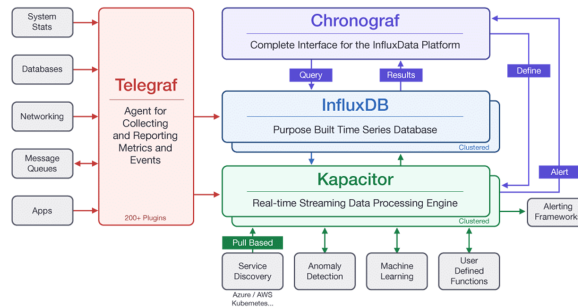 System
Stats
Databases
Networking
Message
Queues
Apps
Telegraf
Agent for
Collecting
and Reporting
Metrics and
Events
200+ Plugins
Chronograf
Complete Interface for the InfluxData Platform
Query
Results
Define
InfluxDB
Purpose Built Time Series Database
Clustered
Alert
Kapacitor
Real-time Streaming Data Processing Engine
Clustered
Alerting
Frameworks
Pull Based
Service
Discovery
Azure / AWS
Kubernetes...
Anomaly
Detection
Machine
Learning
User
Defined
Functions